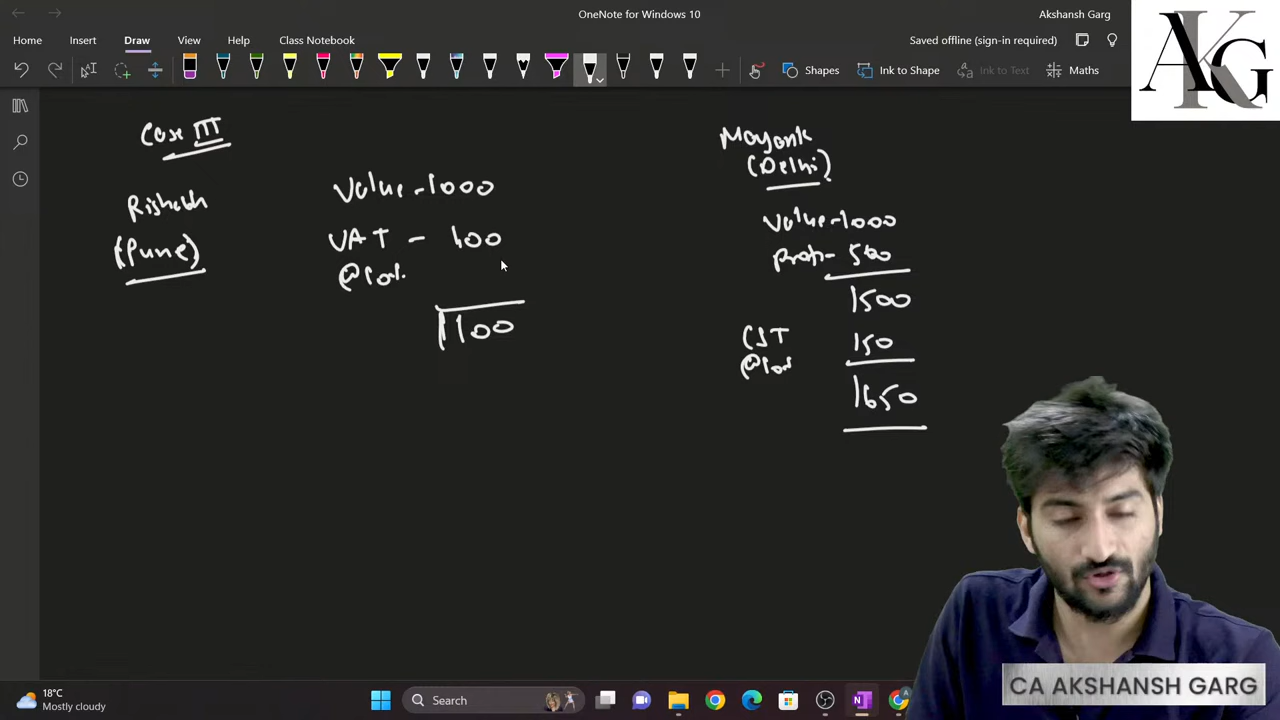 OneNote for Windows 10
Akshansh Garg
Home Insert Draw View Help Class Notebook
Saved offline (sign-in required)
Shapes Ink to Shape Ink to Text Maths
AKG
Case III
Rishabh
(Pune)
Value - 1000
VAT - 100
@10%
1100
Mayank
(Delhi)
Value - 1000
Profit - 500
1500
CST 150
@10%
1650
CA AKSHANSH GARG
18°C
Mostly cloudy
Search